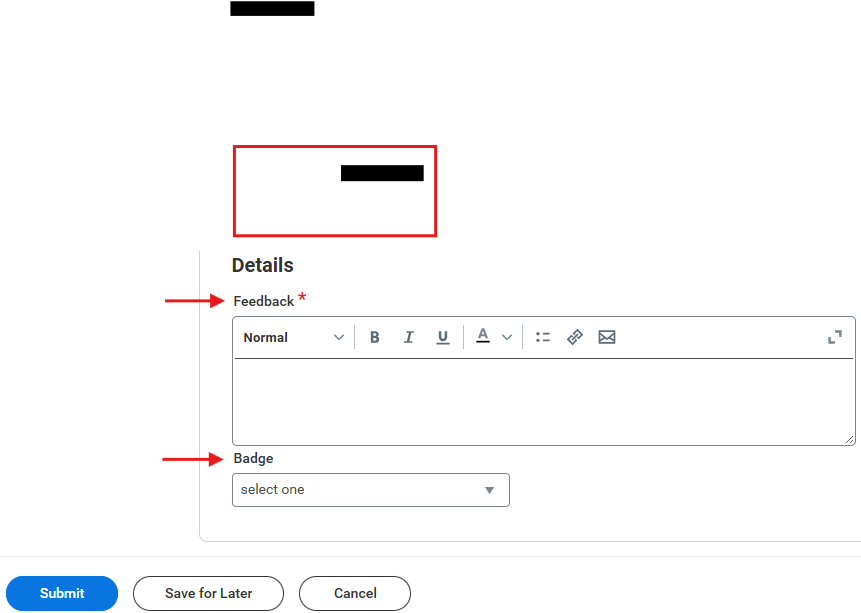 Details
Feedback *
Normal B I U A
Badge
select one
Submit Save for Later Cancel